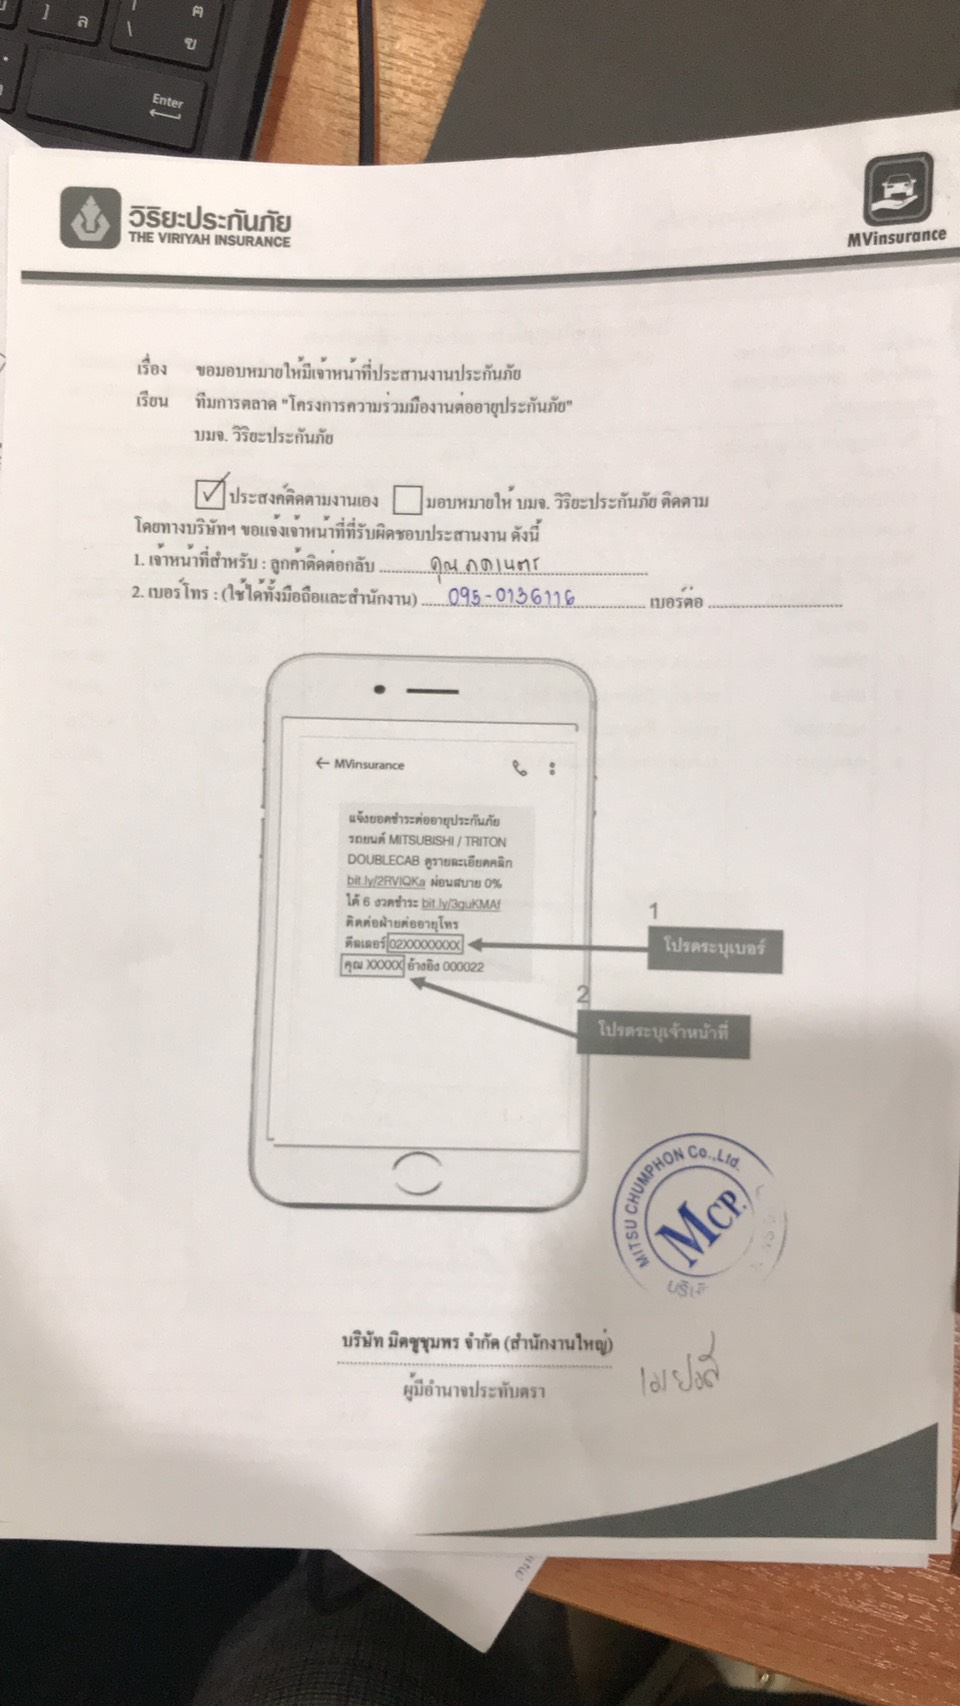 Enter
วิริยะประกันภัย
THE VIRIYAH INSURANCE
MVinsurance
เรื่อง ขอมอบหมายให้มีเจ้าหน้าที่ประสานงานประกันภัย
เรียน ทีมการตลาด "โครงการความร่วมมืองานต่ออายุประกันภัย"
บมจ. วิริยะประกันภัย
ประสงค์ติดตามงานเอง มอบหมายให้ บมจ. วิริยะประกันภัย ติดตาม
โดยทางบริษัทฯ ขอแจ้งเจ้าหน้าที่ที่รับผิดชอบประสานงาน ดังนี้
1. เจ้าหน้าที่สำหรับ : ลูกค้าติดต่อกลับ คุณ
2. เบอร์โทร : (ใช้ได้ทั้งมือถือและสำนักงาน) 095-0136116 เบอร์ต่อ
← MVinsurance
แจ้งยอดชำระต่ออายุประกันภัย
รถยนต์ MITSUBISHI / TRITON
DOUBLECAB ดูรายละเอียดคลิก
bit.ly/2RVIQKa ผ่อนสบาย 0%
ได้ 6 งวดชำระ bit.ly/3guKMAf
ติดต่อฝ่ายต่ออายุโทร
ดีลเลอร์ 02XXXXXXXX
คุณ XXXXX อ้างอิง 000022
1
โปรดระบุเบอร์
2
โปรดระบุเจ้าหน้าที่
MITSU CHUMPHON Co.,Ltd.
MCP.
บริษัท มิตซูชุมพร จำกัด (สำนักงานใหญ่)
ผู้มีอำนาจประทับตรา